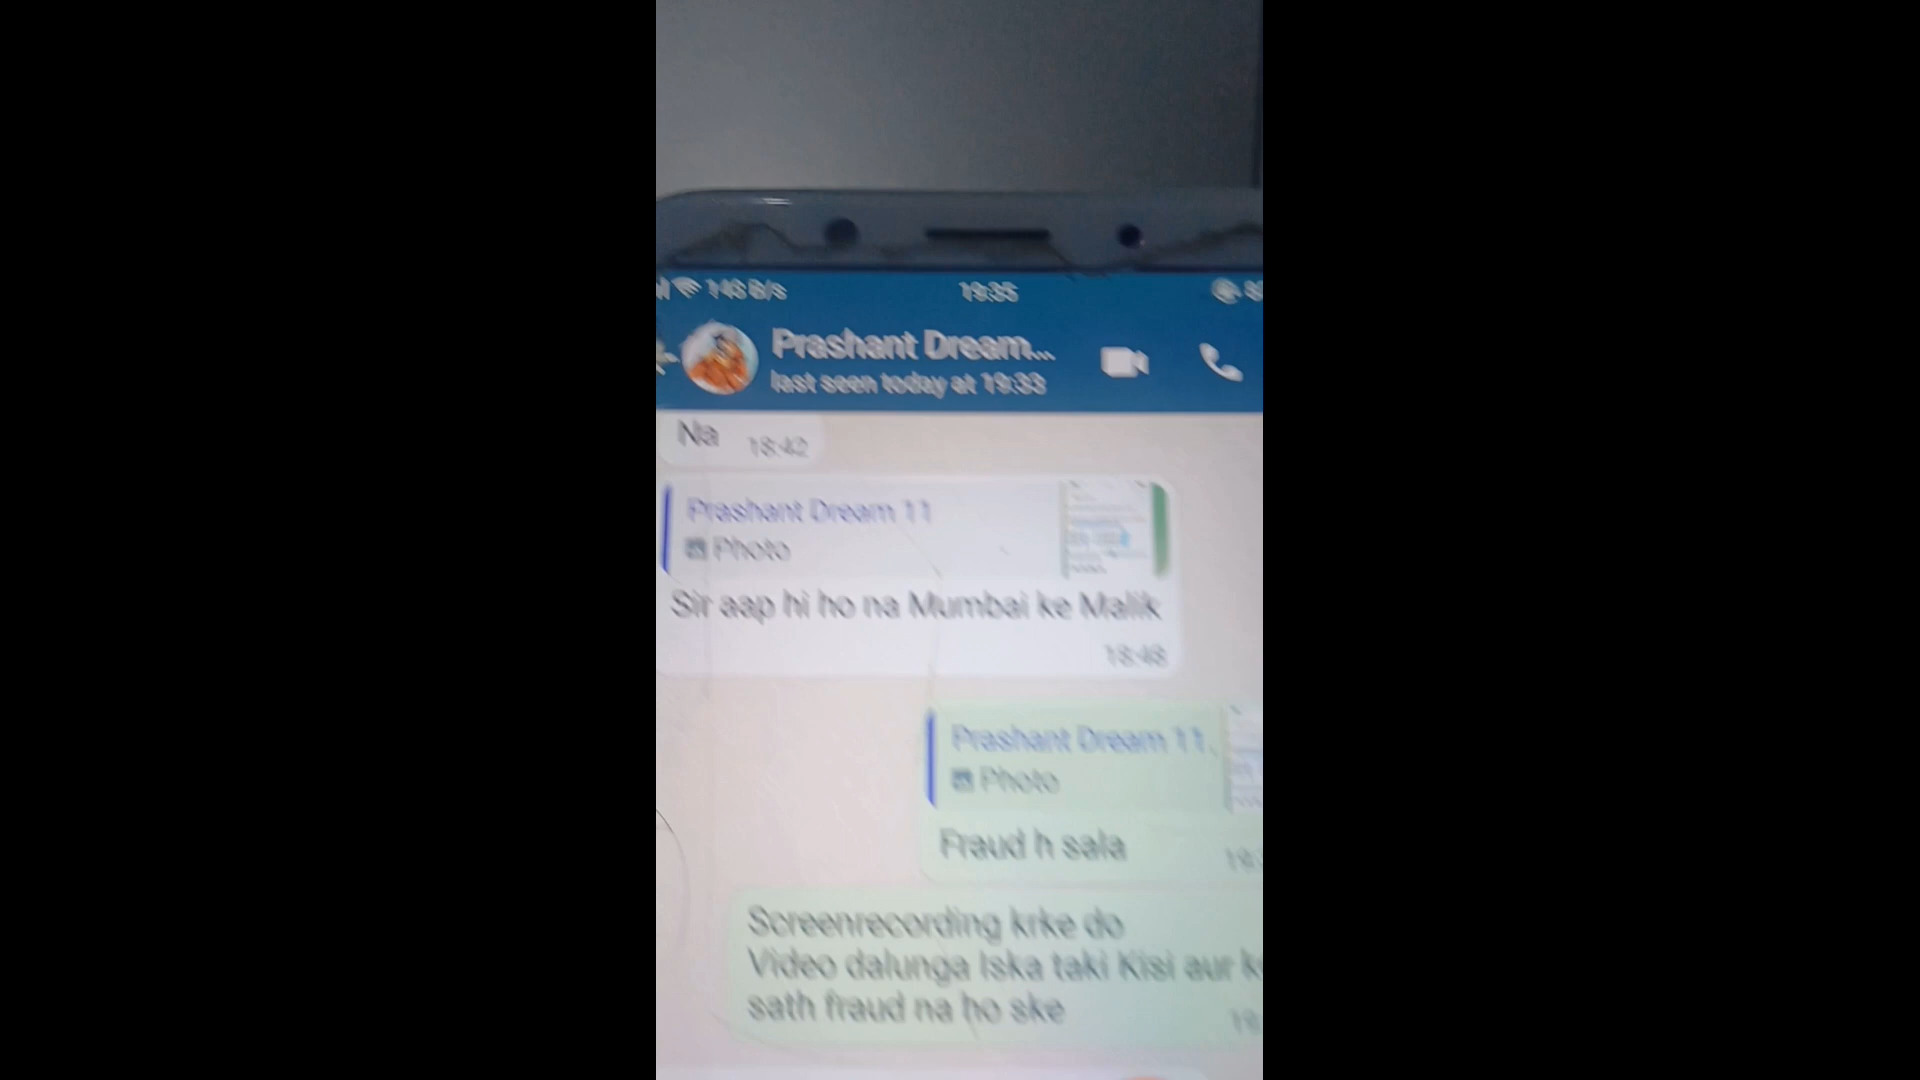 148 B/s 19:35
Prashant Dream...
last seen today at 19:33
Na 18:42
Prashant Dream 11
Photo
Sir aap hi ho na Mumbai ke Malik
18:48
Prashant Dream 11.
Photo
Fraud h sala
Screenrecording krke do
Video dalunga Iska taki Kisi aur
sath fraud na ho ske